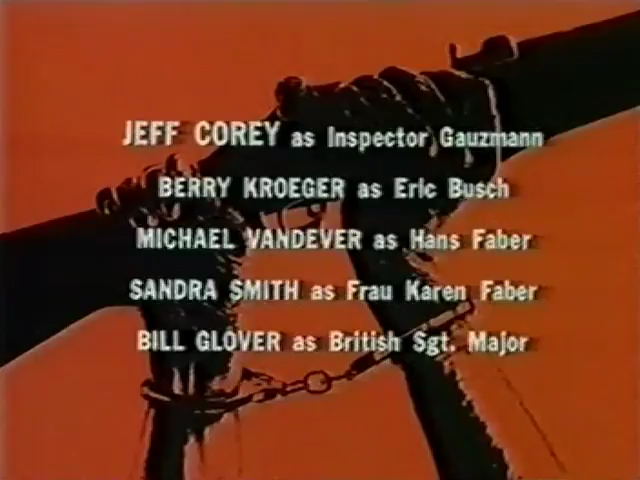 JEFF COREY as Inspector Gauzmann
BERRY KROEGER as Eric Busch
MICHAEL VANDEVER as Hans Faber
SANDRA SMITH as Frau Karen Faber
BILL GLOVER as British Sgt. Major